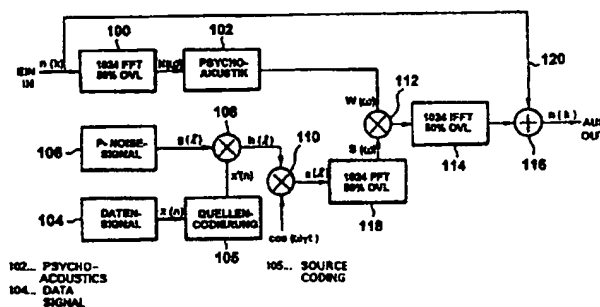 100
102
120
n (k)
EIN
IN
1024 FFT
50% OVL
PSYCHO-
AKUSTIK
W (ω)
112
1024 IFFT
50% OVL
114
116
AUS
OUT
106
P-NOISE-
SIGNAL
g (ℓ)
108
h (ℓ)
110
s (ℓ)
S (ω)
1024 FFT
50% OVL
118
x'(n)
104
DATEN-
SIGNAL
x (n)
QUELLEN-
CODIERUNG
105
102... PSYCHO-
ACOUSTICS
104... DATA
SIGNAL
105... SOURCE
CODING